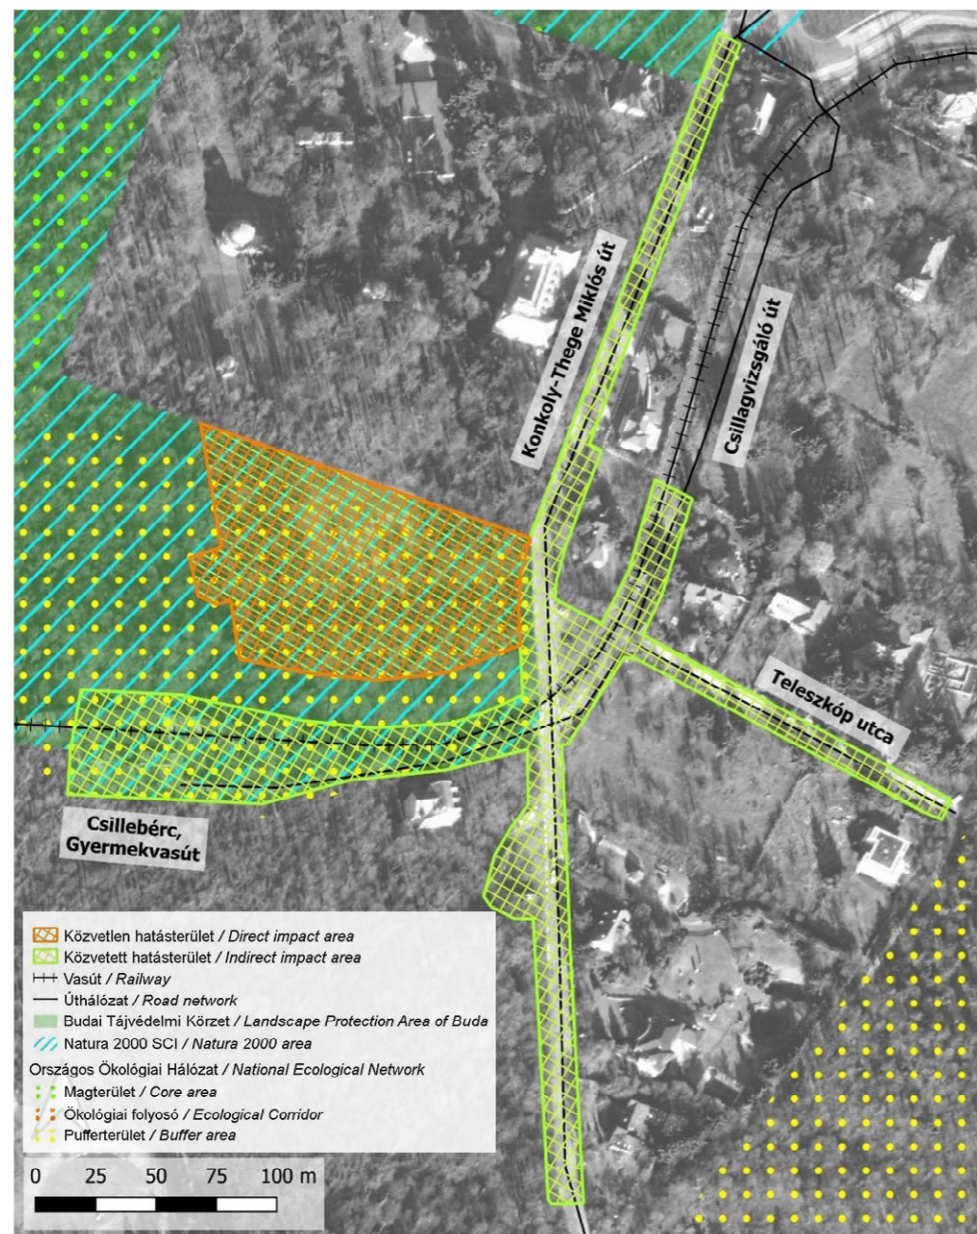 Konkoly-Thege Miklós út
Csillagvizsgáló út
Teleszkóp utca
Csillebérc,
Gyermekvasút
Közvetlen hatásterület / Direct impact area
Közvetett hatásterület / Indirect impact area
Vasút / Railway
Úthálózat / Road network
Budai Tájvédelmi Körzet / Landscape Protection Area of Buda
Natura 2000 SCI / Natura 2000 area
Országos Ökológiai Hálózat / National Ecological Network
Magterület / Core area
Ökológiai folyosó / Ecological Corridor
Pufferterület / Buffer area
0 25 50 75 100 m